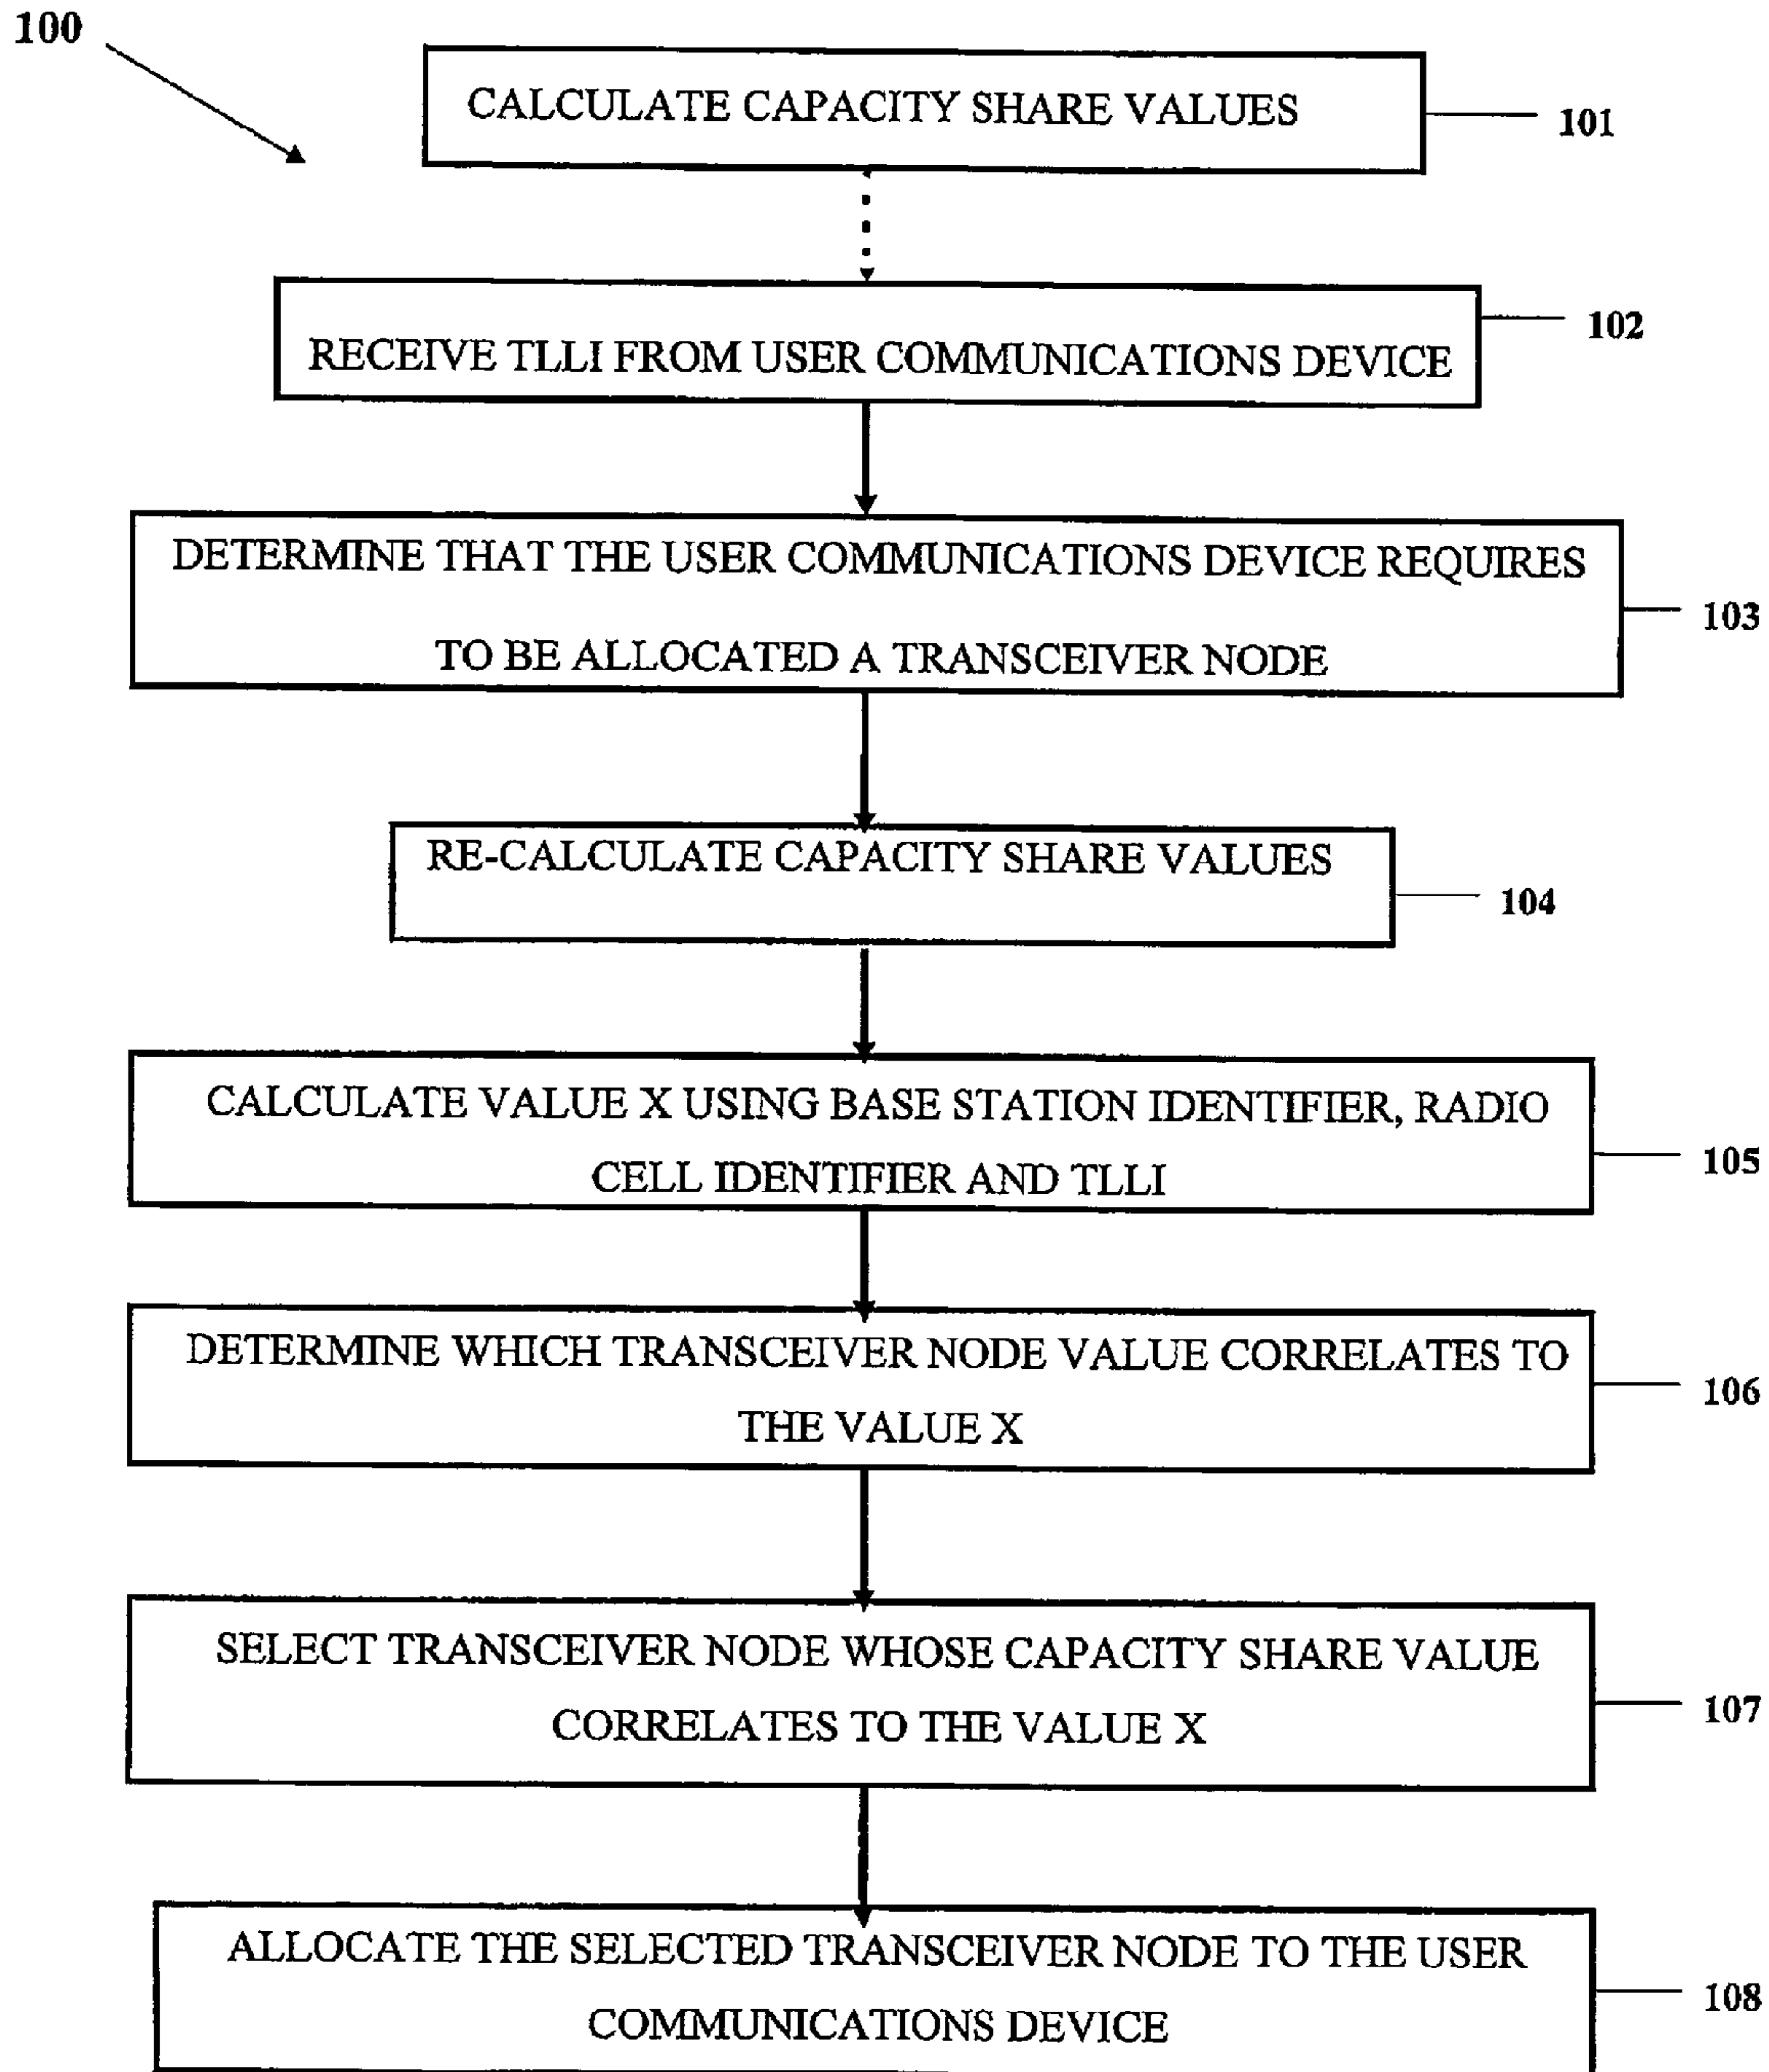 100
CALCULATE CAPACITY SHARE VALUES
101
RECEIVE TLLI FROM USER COMMUNICATIONS DEVICE
102
DETERMINE THAT THE USER COMMUNICATIONS DEVICE REQUIRES
TO BE ALLOCATED A TRANSCEIVER NODE
103
RE-CALCULATE CAPACITY SHARE VALUES
104
CALCULATE VALUE X USING BASE STATION IDENTIFIER, RADIO
CELL IDENTIFIER AND TLLI
105
DETERMINE WHICH TRANSCEIVER NODE VALUE CORRELATES TO
THE VALUE X
106
SELECT TRANSCEIVER NODE WHOSE CAPACITY SHARE VALUE
CORRELATES TO THE VALUE X
107
ALLOCATE THE SELECTED TRANSCEIVER NODE TO THE USER
COMMUNICATIONS DEVICE
108